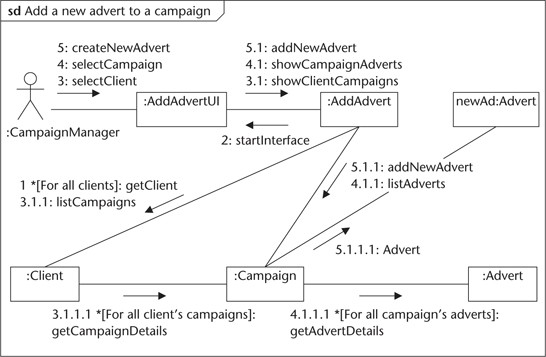 sd Add a new advert to a campaign
5: createNewAdvert
4: selectCampaign
3: selectClient
5.1: addNewAdvert
4.1: showCampaignAdverts
3.1: showClientCampaigns
:AddAdvertUI
:AddAdvert
newAd:Advert
:CampaignManager
2: startInterface
1 *[For all clients]: getClient
3.1.1: listCampaigns
5.1.1: addNewAdvert
4.1.1: listAdverts
5.1.1.1: Advert
:Client
:Campaign
:Advert
3.1.1.1 *[For all client’s campaigns]:
getCampaignDetails
4.1.1.1 *[For all campaign’s adverts]:
getAdvertDetails